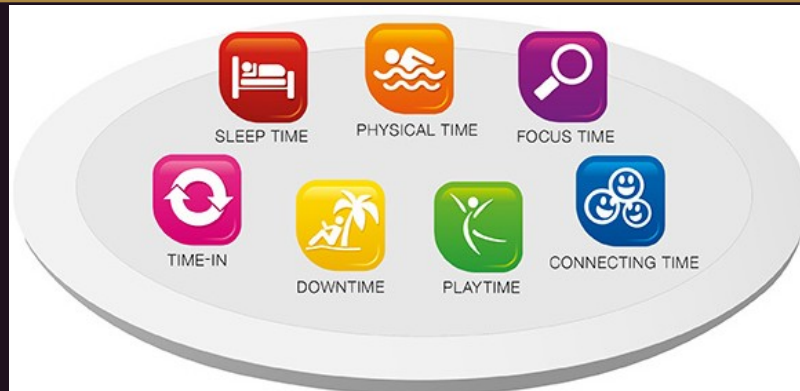 SLEEP TIME
PHYSICAL TIME
FOCUS TIME
TIME-IN
DOWNTIME
PLAYTIME
CONNECTING TIME